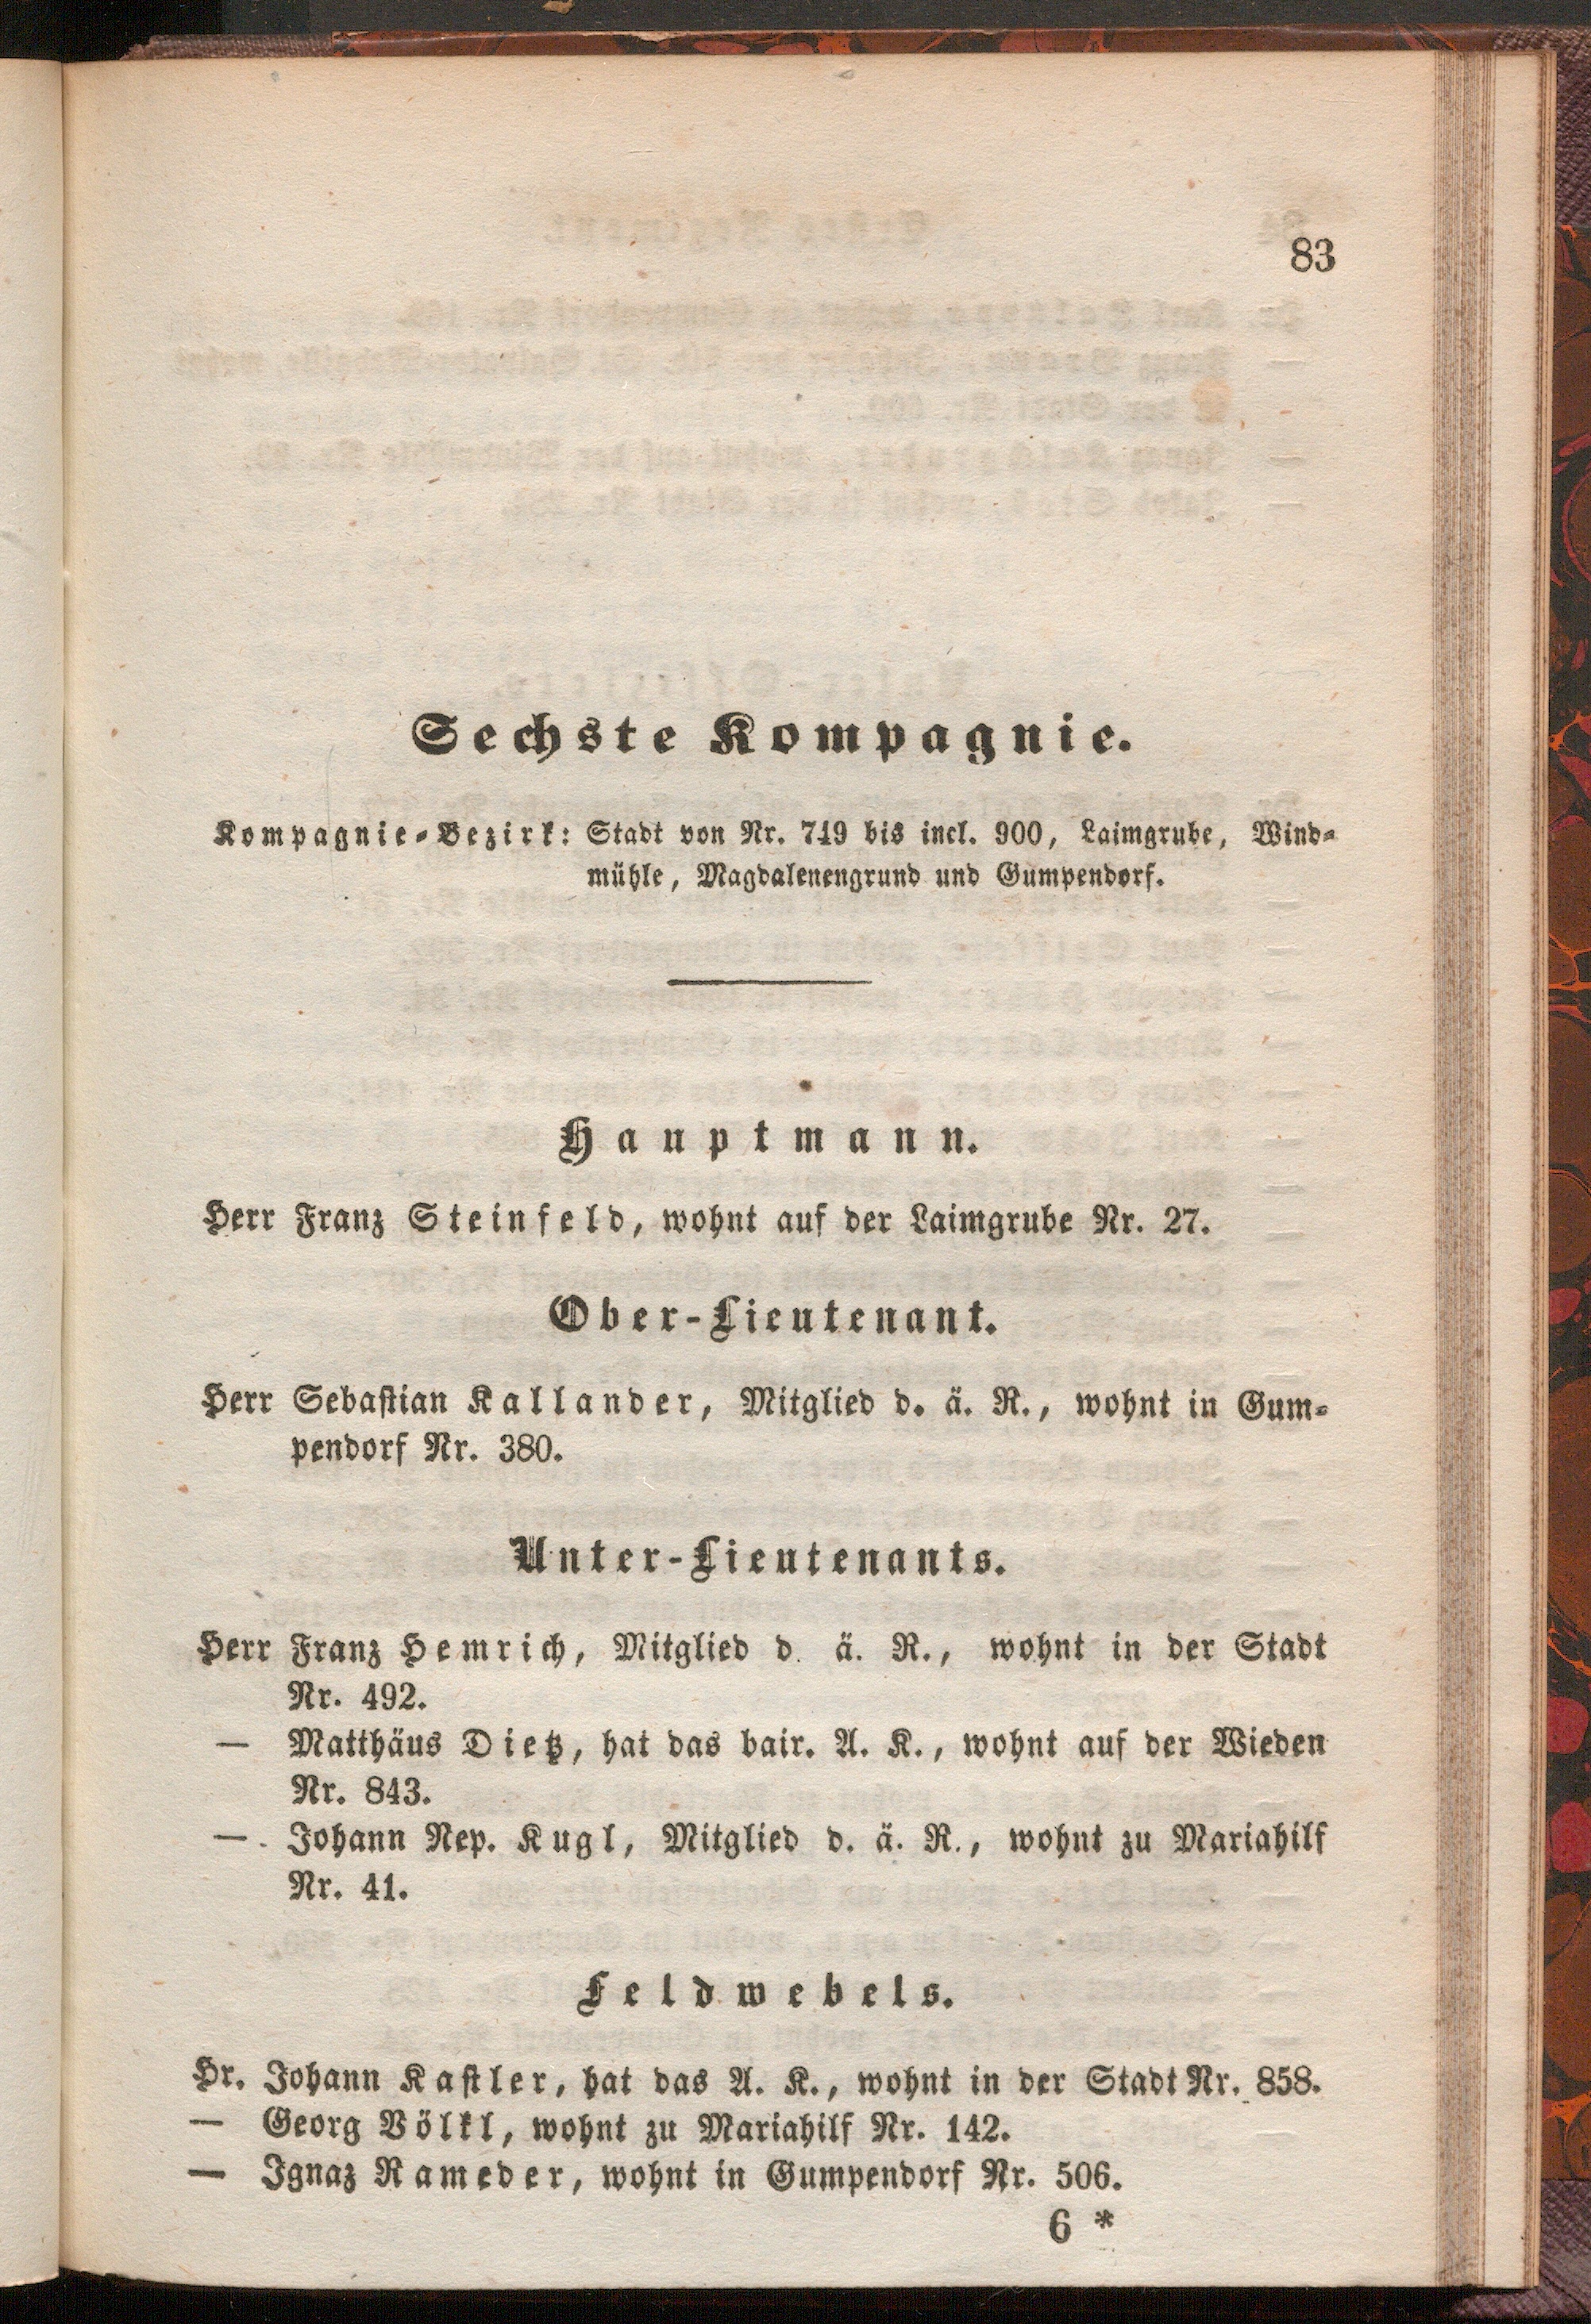 83
Sechste Kompagnie.
Kompagnie-Bezirk: Stadt von Nr. 749 bis incl. 900, Laimgrube, Wind-
mühle, Magdalenengrund und Gumpendorf.
Hauptmann.
Herr Franz Steinfeld, wohnt auf der Laimgrube Nr. 27.
Ober-Lieutenant.
Herr Sebastian Kallander, Mitglied d. ä. R., wohnt in Gum-
pendorf Nr. 380.
Unter-Lieutenants.
Herr Franz Hemrich, Mitglied d. ä. R., wohnt in der Stadt
Nr. 492.
— Matthäus Dietz, hat das bair. A. K., wohnt auf der Wieden
Nr. 843.
— Johann Nep. Kugl, Mitglied d. ä. R., wohnt zu Mariahilf
Nr. 41.
Feldwebels.
Hr. Johann Kastler, hat das A. K., wohnt in der Stadt Nr. 858.
— Georg Völkl, wohnt zu Mariahilf Nr. 142.
— Ignaz Rameder, wohnt in Gumpendorf Nr. 506.
6 *